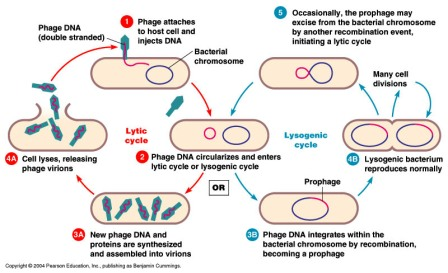 1 Phage attaches
to host cell and
injects DNA
Phage DNA
(double stranded)
Bacterial
chromosome
5 Occasionally, the prophage may
excise from the bacterial chromosome
by another recombination event,
initiating a lytic cycle
Many cell
divisions
Lytic
cycle
Lysogenic
cycle
4A Cell lyses, releasing
phage virions
2 Phage DNA circularizes and enters
lytic cycle or lysogenic cycle
4B Lysogenic bacterium
reproduces normally
OR
Prophage
3A New phage DNA and
proteins are synthesized
and assembled into virions
3B Phage DNA integrates within the
bacterial chromosome by recombination,
becoming a prophage
Copyright © 2004 Pearson Education, Inc., publishing as Benjamin Cummings.